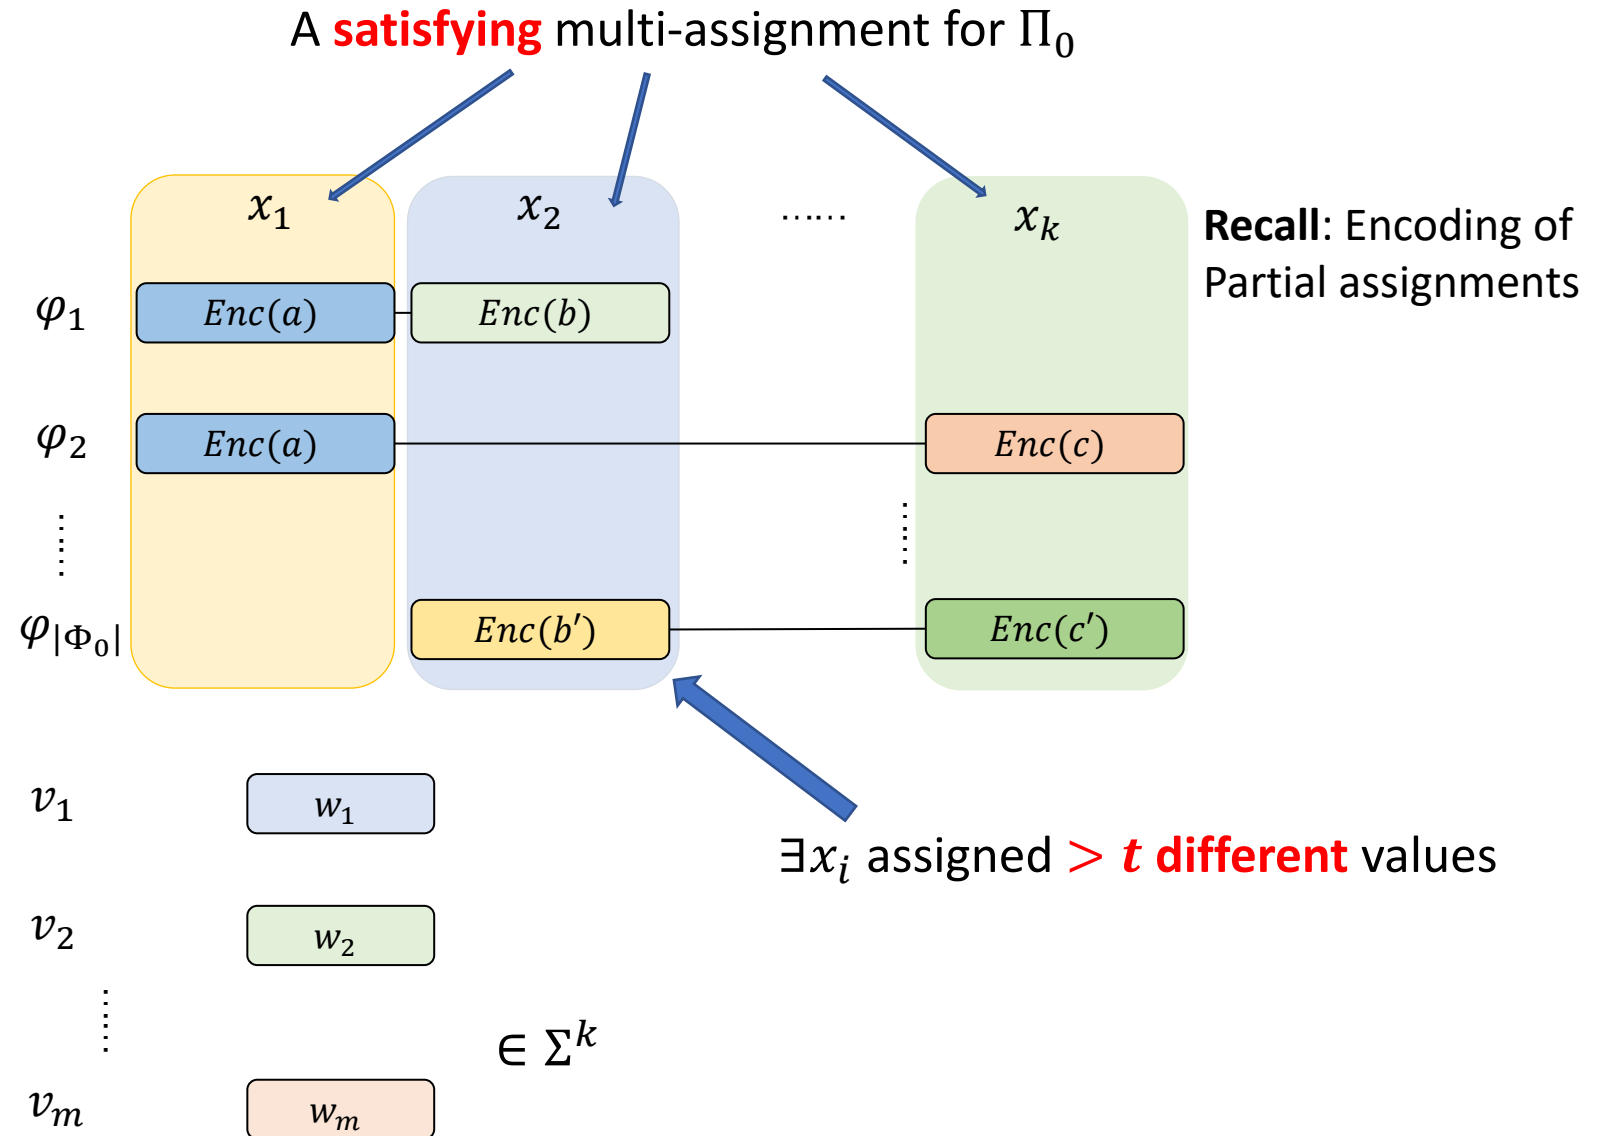 A satisfying multi-assignment for Π₀
x₁ x₂ …… xₖ
Recall: Encoding of
Partial assignments
φ₁ Enc(a) Enc(b)
φ₂ Enc(a) Enc(c)
φ|Φ₀| Enc(b′) Enc(c′)
v₁ w₁
∃xᵢ assigned > t different values
v₂ w₂
∈ Σᵏ
vₘ wₘ